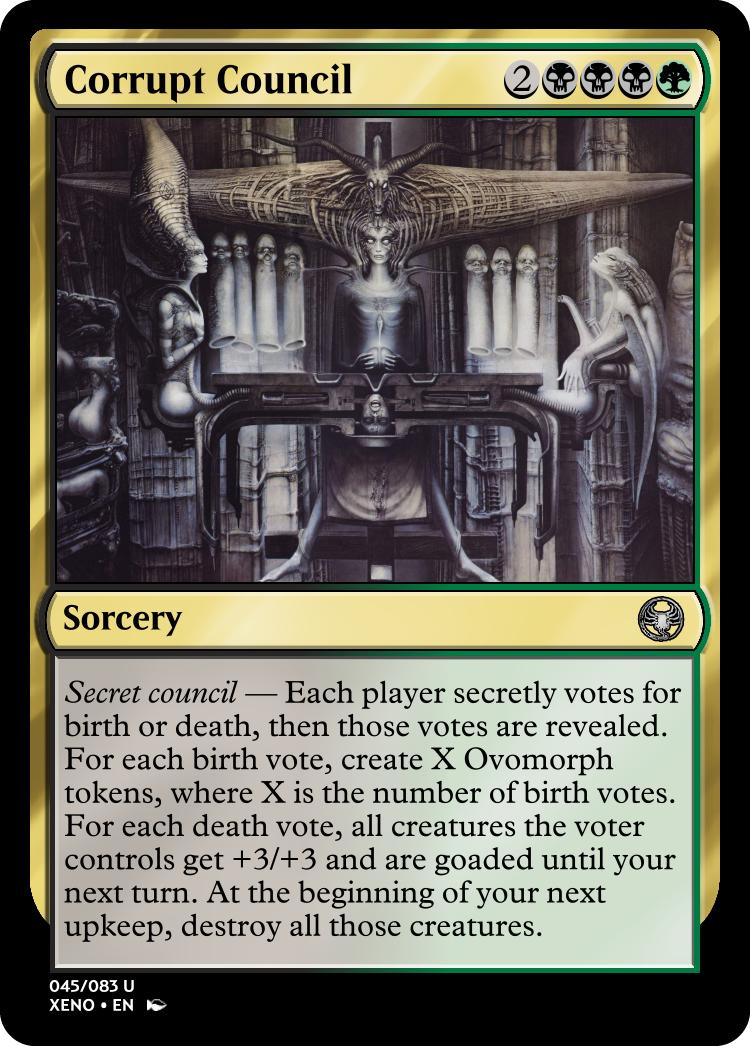 Corrupt Council 2
Sorcery
Secret council — Each player secretly votes for
birth or death, then those votes are revealed.
For each birth vote, create X Ovomorph
tokens, where X is the number of birth votes.
For each death vote, all creatures the voter
controls get +3/+3 and are goaded until your
next turn. At the beginning of your next
upkeep, destroy all those creatures.
045/083 U
XENO • EN